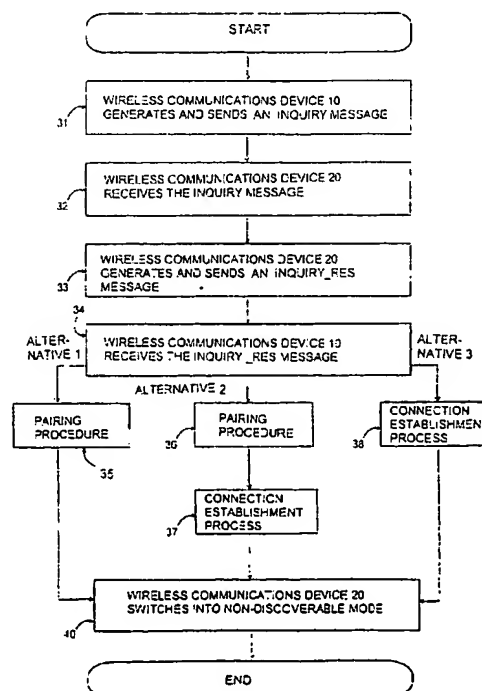 START
WIRELESS COMMUNICATIONS DEVICE 10
GENERATES AND SENDS AN INQUIRY MESSAGE
31
WIRELESS COMMUNICATIONS DEVICE 20
RECEIVES THE INQUIRY MESSAGE
32
WIRELESS COMMUNICATIONS DEVICE 20
GENERATES AND SENDS AN INQUIRY_RES
MESSAGE
33
34
WIRELESS COMMUNICATIONS DEVICE 10
RECEIVES THE INQUIRY_RES MESSAGE
ALTER-
NATIVE 1
ALTERNATIVE 2
ALTER-
NATIVE 3
PAIRING
PROCEDURE
35
PAIRING
PROCEDURE
36
CONNECTION
ESTABLISHMENT
PROCESS
38
CONNECTION
ESTABLISHMENT
PROCESS
37
WIRELESS COMMUNICATIONS DEVICE 20
SWITCHES INTO NON-DISCOVERABLE MODE
40
END